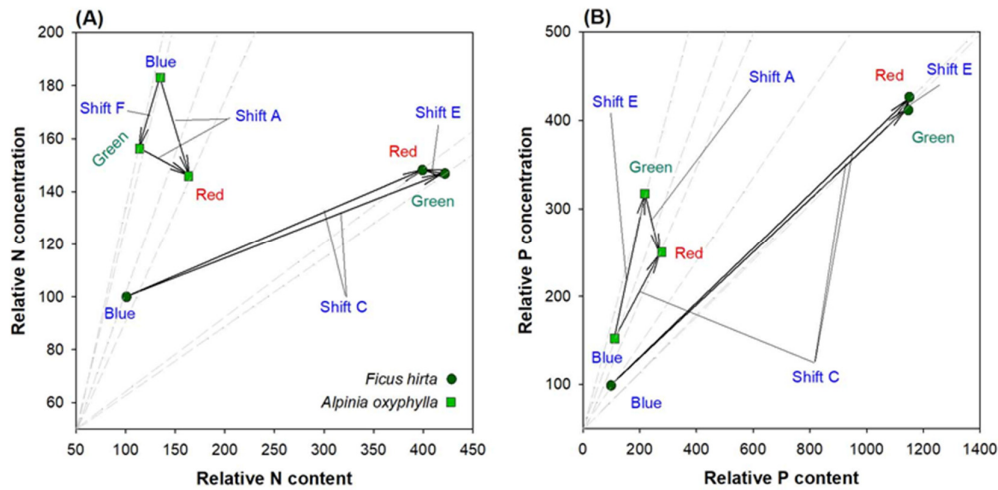 (A)
Relative N concentration
200
180
160
140
120
100
80
60
50 100 150 200 250 300 350 400 450
Relative N content
Blue
Shift F
Shift A
Green
Red
Shift E
Red
Green
Blue
Shift C
Ficus hirta
Alpinia oxyphylla
(B)
Relative P concentration
500
400
300
200
100
0 200 400 600 800 1000 1200 1400
Relative P content
Red
Shift E
Shift A
Shift E
Green
Green
Red
Blue
Shift C
Blue